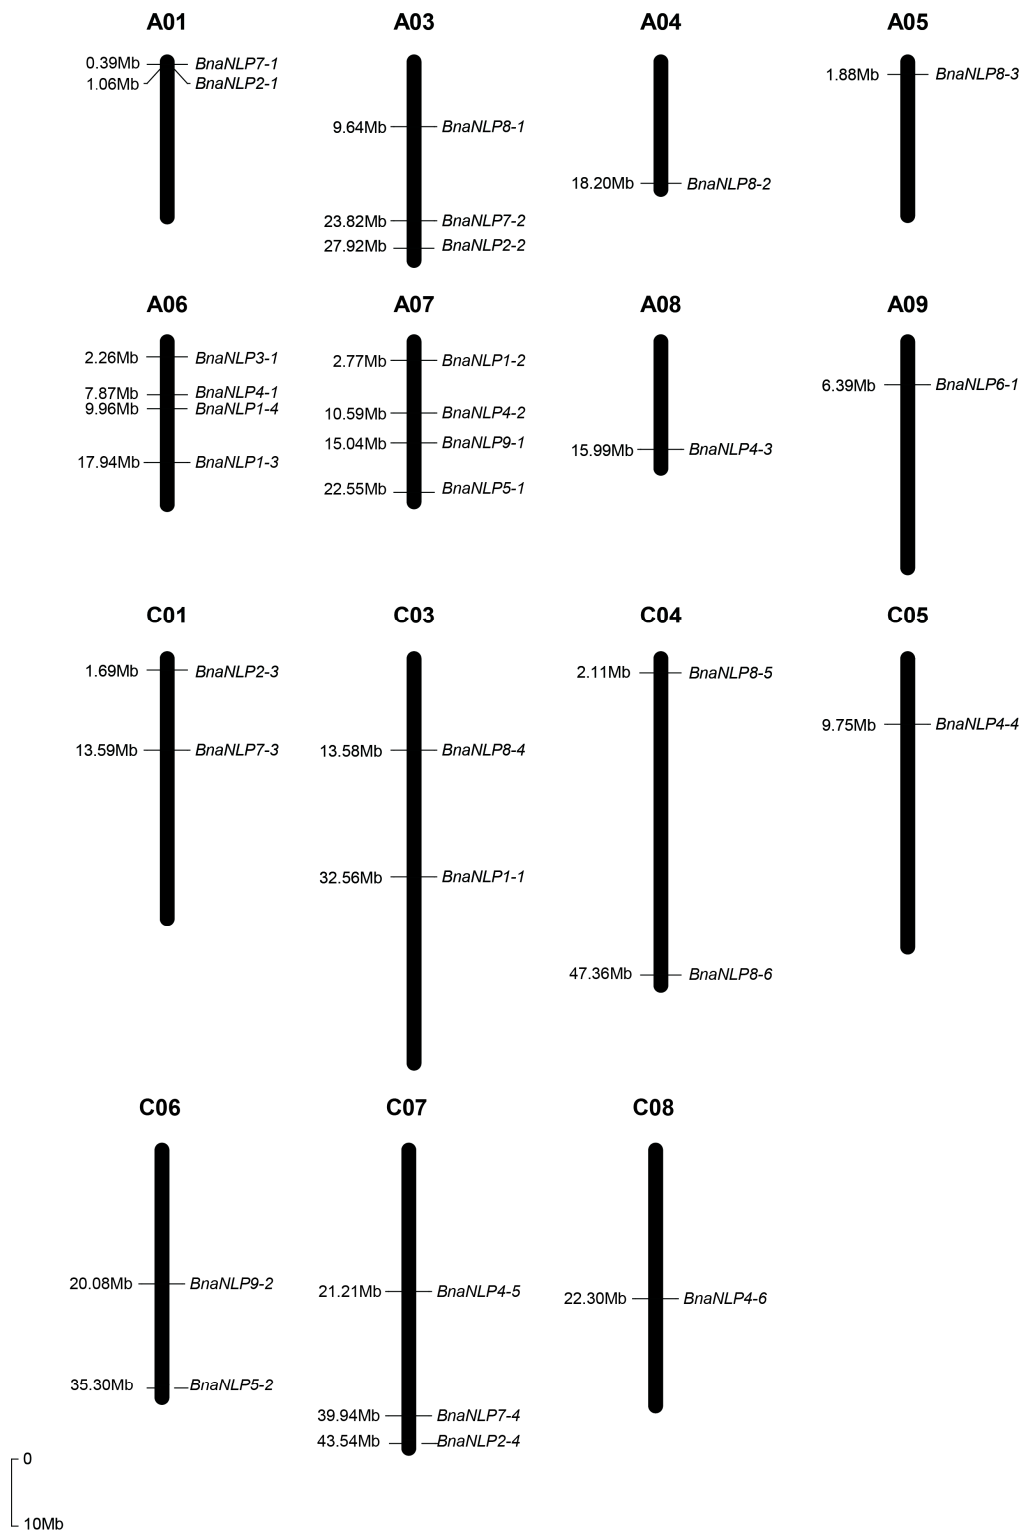 A01 A03 A04 A05
0.39Mb BnaNLP7-1
1.06Mb BnaNLP2-1
1.88Mb BnaNLP8-3
9.64Mb BnaNLP8-1
18.20Mb BnaNLP8-2
23.82Mb BnaNLP7-2
27.92Mb BnaNLP2-2
A06 A07 A08 A09
2.26Mb BnaNLP3-1 2.77Mb BnaNLP1-2
6.39Mb BnaNLP6-1
7.87Mb BnaNLP4-1
9.96Mb BnaNLP1-4 10.59Mb BnaNLP4-2
15.04Mb BnaNLP9-1 15.99Mb BnaNLP4-3
17.94Mb BnaNLP1-3
22.55Mb BnaNLP5-1
C01 C03 C04 C05
1.69Mb BnaNLP2-3 2.11Mb BnaNLP8-5
9.75Mb BnaNLP4-4
13.59Mb BnaNLP7-3 13.58Mb BnaNLP8-4
32.56Mb BnaNLP1-1
47.36Mb BnaNLP8-6
C06 C07 C08
20.08Mb BnaNLP9-2 21.21Mb BnaNLP4-5 22.30Mb BnaNLP4-6
35.30Mb BnaNLP5-2
39.94Mb BnaNLP7-4
43.54Mb BnaNLP2-4
0
10Mb